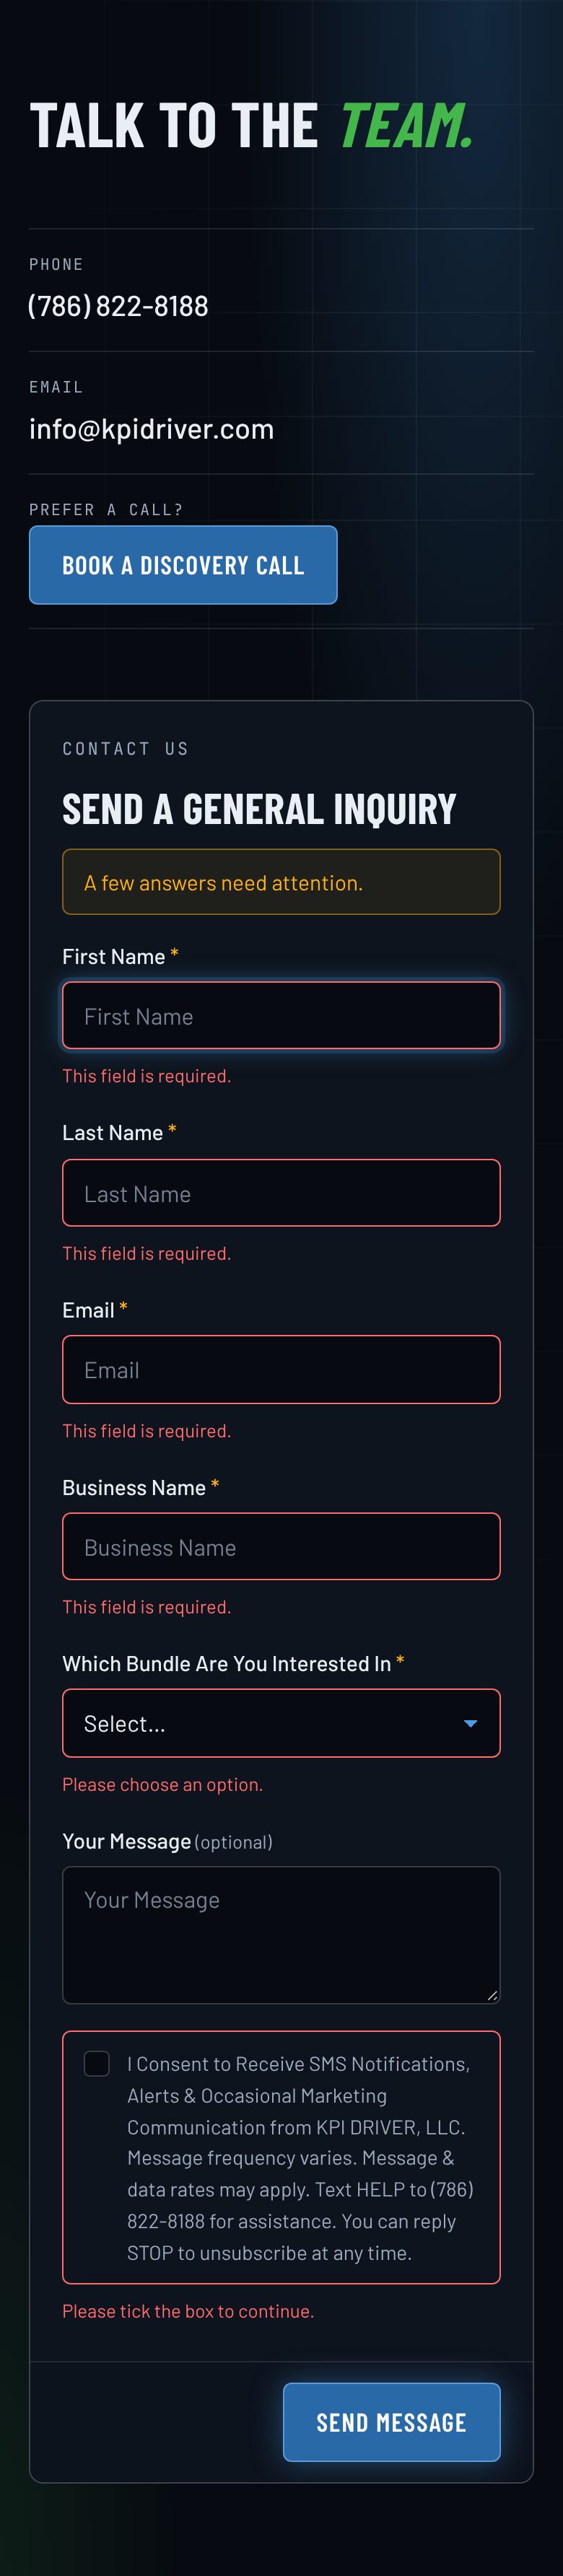 TALK TO THE TEAM.
PHONE
(786) 822-8188
EMAIL
info@kpidriver.com
PREFER A CALL?
BOOK A DISCOVERY CALL
CONTACT US
SEND A GENERAL INQUIRY
A few answers need attention.
First Name *
First Name
This field is required.
Last Name *
Last Name
This field is required.
Email *
Email
This field is required.
Business Name *
Business Name
This field is required.
Which Bundle Are You Interested In *
Select...
Please choose an option.
Your Message (optional)
Your Message
I Consent to Receive SMS Notifications,
Alerts & Occasional Marketing
Communication from KPI DRIVER, LLC.
Message frequency varies. Message &
data rates may apply. Text HELP to (786)
822-8188 for assistance. You can reply
STOP to unsubscribe at any time.
Please tick the box to continue.
SEND MESSAGE